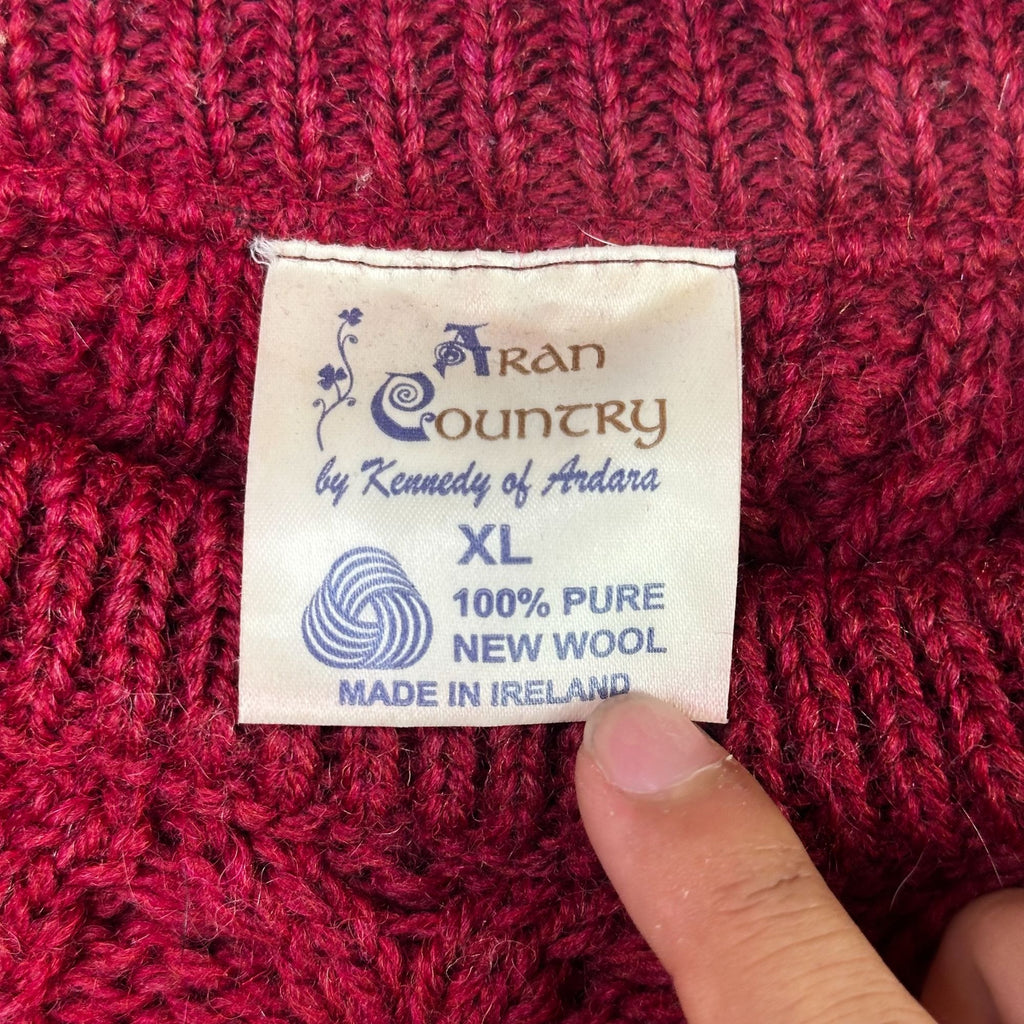 Aran
Country
by Kennedy of Ardara
XL
100% PURE
NEW WOOL
MADE IN IRELAND